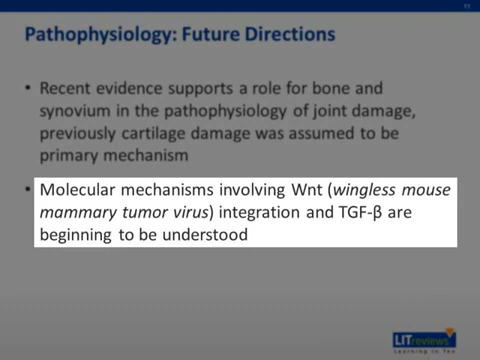 11
Pathophysiology: Future Directions
• Recent evidence supports a role for bone and
synovium in the pathophysiology of joint damage,
previously cartilage damage was assumed to be
primary mechanism
• Molecular mechanisms involving Wnt (wingless mouse
mammary tumor virus) integration and TGF-β are
beginning to be understood
LITreviews
Learning in Ten